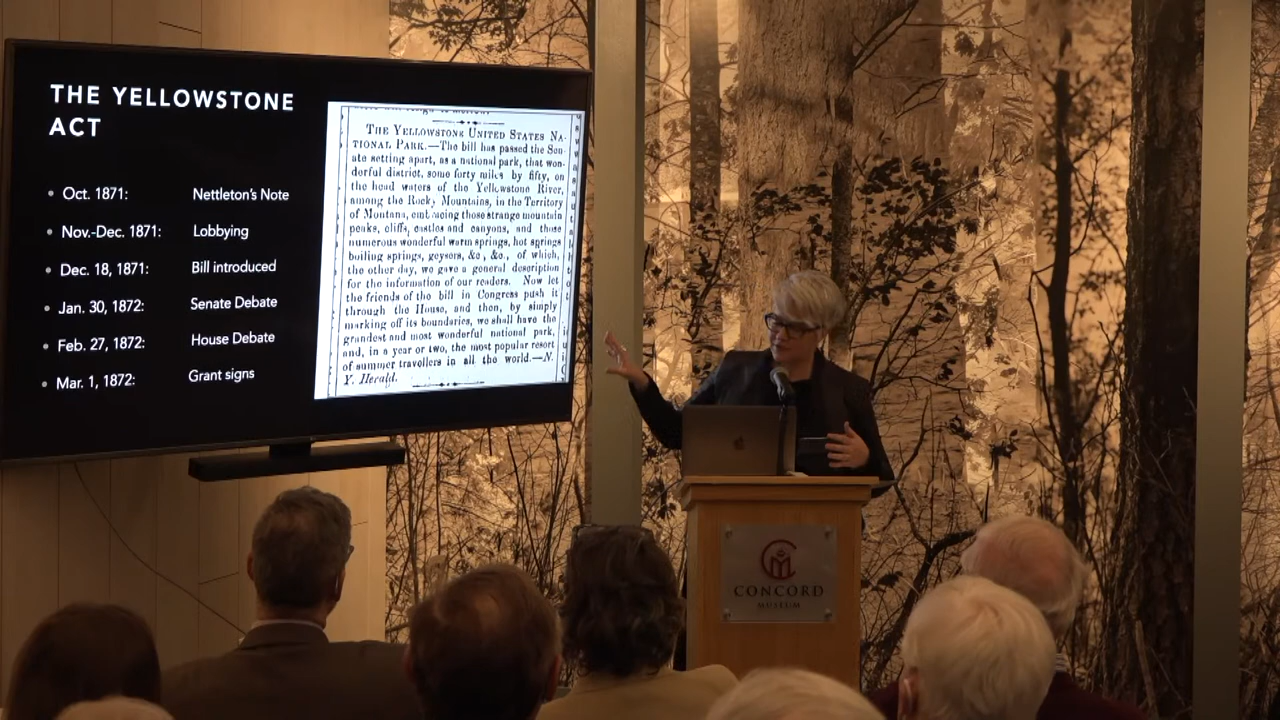 THE YELLOWSTONE
ACT
• Oct. 1871: Nettleton's Note
• Nov.-Dec. 1871: Lobbying
• Dec. 18, 1871: Bill introduced
• Jan. 30, 1872: Senate Debate
• Feb. 27, 1872: House Debate
• Mar. 1, 1872: Grant signs
THE YELLOWSTONE UNITED STATES NA-
TIONAL PARK.—The bill has passed the Sen-
ate setting apart, as a national park, that won-
derful district, some forty miles by fifty, on
the head waters of the Yellowstone River,
among the Rocky Mountains, in the Territory
of Montana, embracing those strange mountain
peaks, cliffs, castles and canyons, and those
numerous wonderful warm springs, hot springs
boiling springs, geysers, &c, &c., of which,
the other day, we gave a general description
for the information of our readers. Now let
the friends of the bill in Congress push it
through the House, and then, by simply
marking off its boundaries, we shall have the
grandest and most wonderful national park,
and, in a year or two, the most popular resort
of summer travellers in all the world.—N.
Y. Herald.
CONCORD
MUSEUM